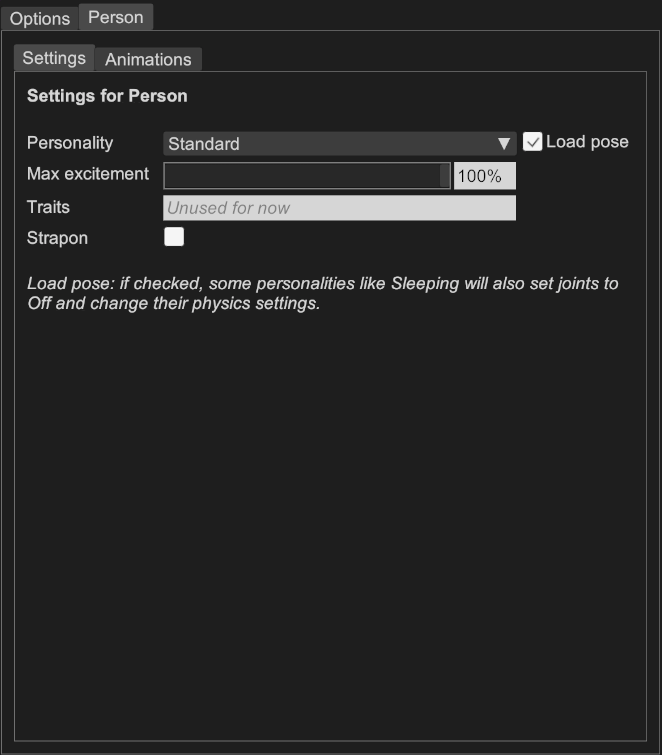 Options Person
Settings Animations
Settings for Person
Personality Standard ▼ Load pose
Max excitement 100%
Traits Unused for now
Strapon
Load pose: if checked, some personalities like Sleeping will also set joints to
Off and change their physics settings.